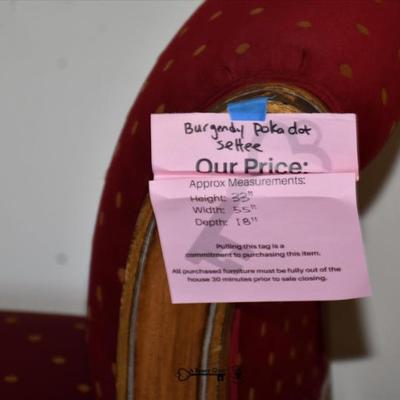 Burgendy Poka dot
settee
Our Price:
Approx Measurements:
Height: 33"
Width: 55"
Depth: 18"
Pulling this tag is a
commitment to purchasing this item.
All purchased furniture must be fully out of the
house 30 minutes prior to sale closing.